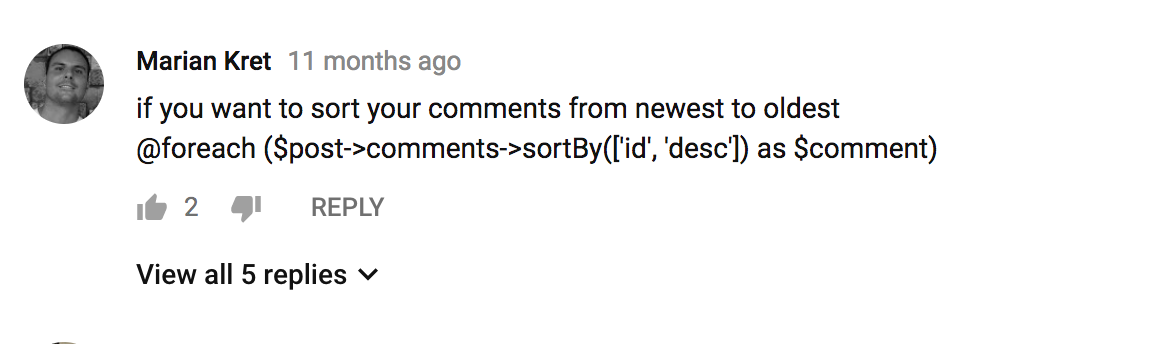 Marian Kret 11 months ago
if you want to sort your comments from newest to oldest
@foreach ($post->comments->sortBy(['id', 'desc']) as $comment)
2 REPLY
View all 5 replies